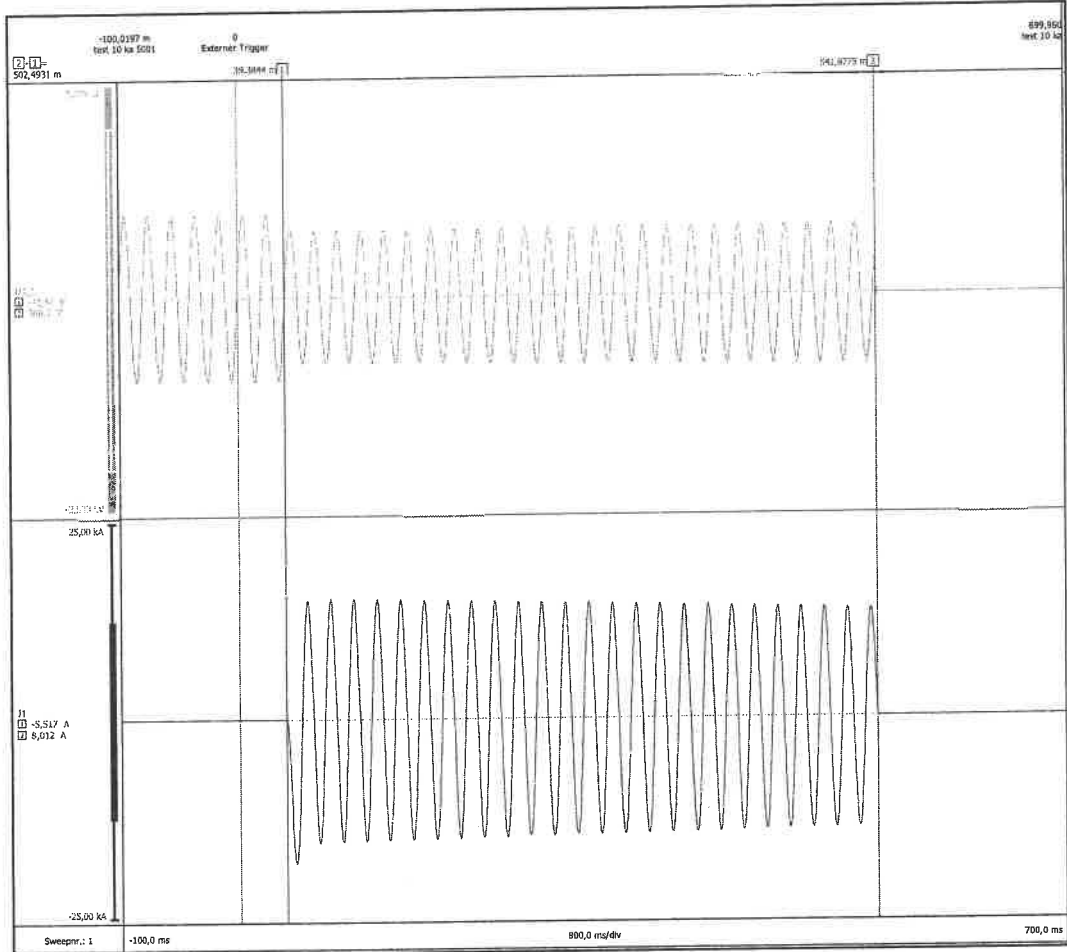 -100,0197 m
test 10 ka 5001
0
Externer Trigger
699,960
test 10 ka
2-1=
502,4931 m
39,3844 m 1
541,8775 m 2
25,00 kA
J1
1 -5,517 A
2 8,012 A
-25,00 kA
Sweepnr.: 1
-100,0 ms
800,0 ms/div
700,0 ms